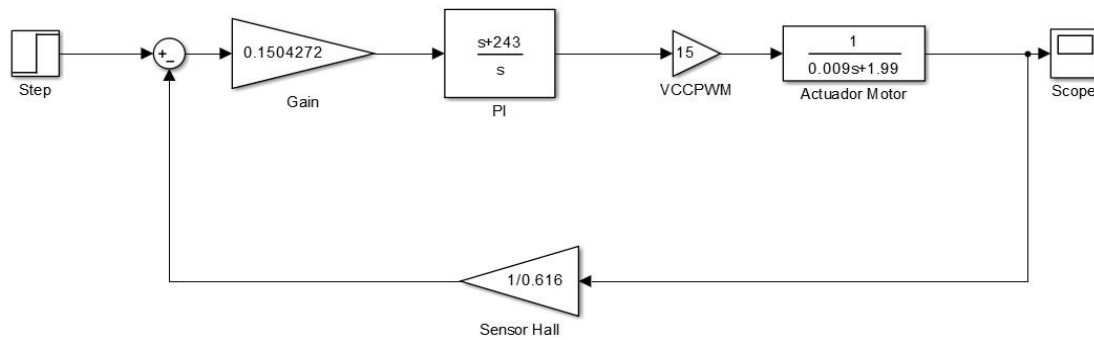 Step
+
-
0.1504272
Gain
s+243
s
PI
15
VCCPWM
1
0.009s+1.99
Actuador Motor
Scope
1/0.616
Sensor Hall